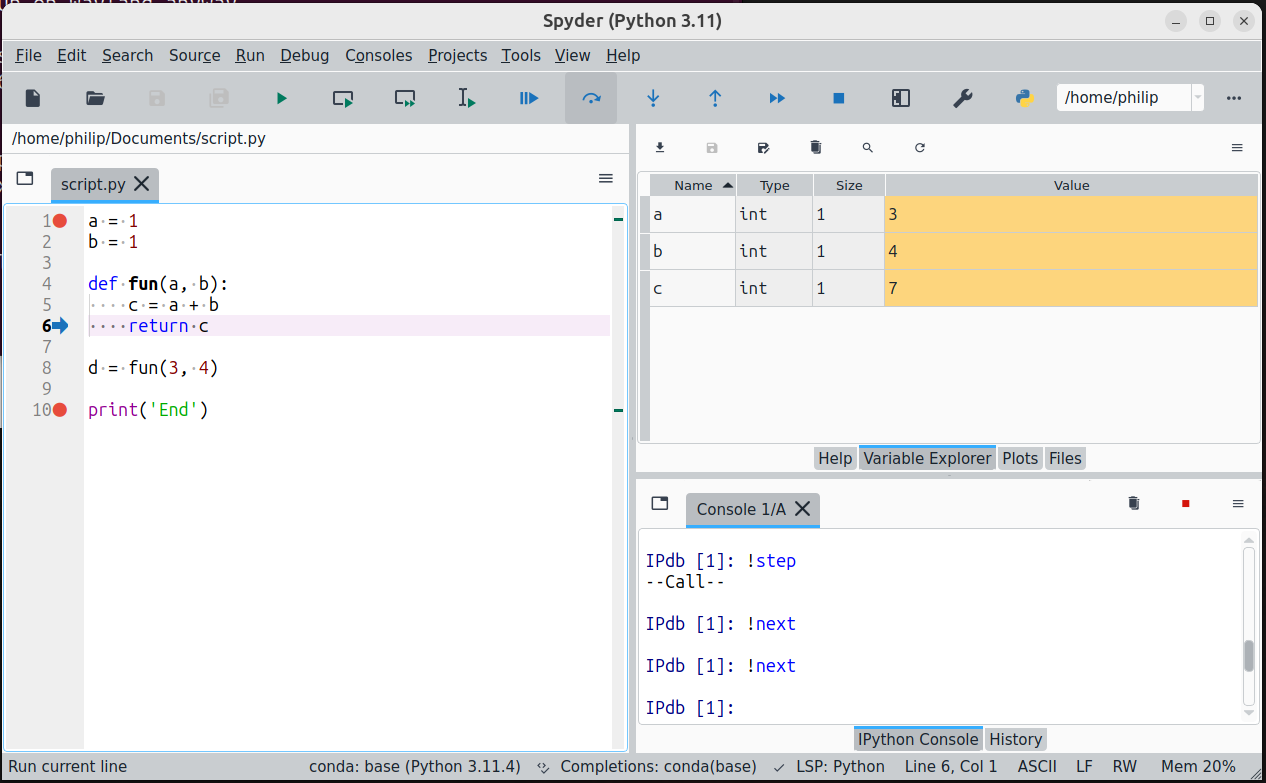 Spyder (Python 3.11)
File Edit Search Source Run Debug Consoles Projects Tools View Help
/home/philip
/home/philip/Documents/script.py
script.py
1 a = 1
2 b = 1
3
4 def fun(a, b):
5 c = a + b
6 return c
7
8 d = fun(3, 4)
9
10 print('End')
Name Type Size Value
a int 1 3
b int 1 4
c int 1 7
Help Variable Explorer Plots Files
Console 1/A
IPdb [1]: !step
--Call--
IPdb [1]: !next
IPdb [1]: !next
IPdb [1]:
IPython Console History
Run current line conda: base (Python 3.11.4) Completions: conda(base) LSP: Python Line 6, Col 1 ASCII LF RW Mem 20%